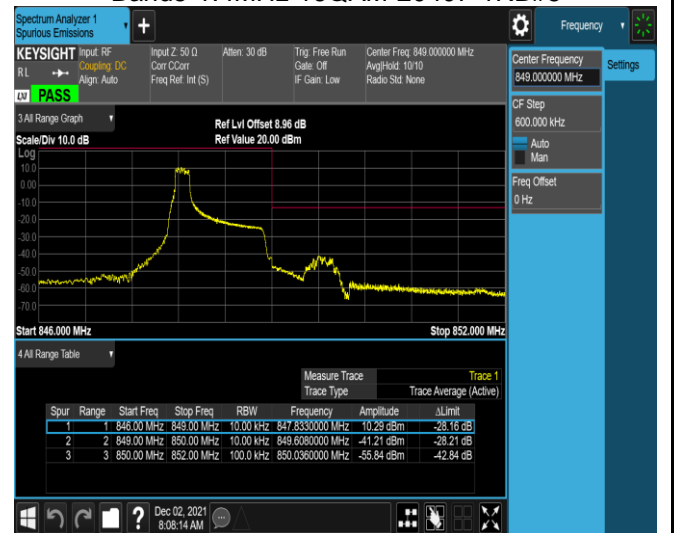 Spectrum Analyzer 1
Spurious Emissions
Frequency
KEYSIGHT
RL
Input: RF
Coupling: DC
Align: Auto
Input Z: 50 Ω
Corr CCorr
Freq Ref: Int (S)
Atten: 30 dB
Trig: Free Run
Gate: Off
IF Gain: Low
Center Freq: 849.000000 MHz
Avg|Hold: 10/10
Radio Std: None
LXI
PASS
Center Frequency
849.000000 MHz
Settings
CF Step
600.000 kHz
Auto
Man
Freq Offset
0 Hz
3 All Range Graph
Scale/Div 10.0 dB
Ref Lvl Offset 8.96 dB
Ref Value 20.00 dBm
Log
10.0
0.00
-10.0
-20.0
-30.0
-40.0
-50.0
-60.0
-70.0
Start 846.000 MHz
Stop 852.000 MHz
4 All Range Table
Measure Trace Trace 1
Trace Type Trace Average (Active)
Spur Range Start Freq Stop Freq RBW Frequency Amplitude ΔLimit
1 1 846.00 MHz 849.00 MHz 10.00 kHz 847.8330000 MHz 10.29 dBm -28.16 dB
2 2 849.00 MHz 850.00 MHz 10.00 kHz 849.6080000 MHz -41.21 dBm -28.21 dB
3 3 850.00 MHz 852.00 MHz 100.0 kHz 850.0360000 MHz -55.84 dBm -42.84 dB
?
Dec 02, 2021
8:08:14 AM